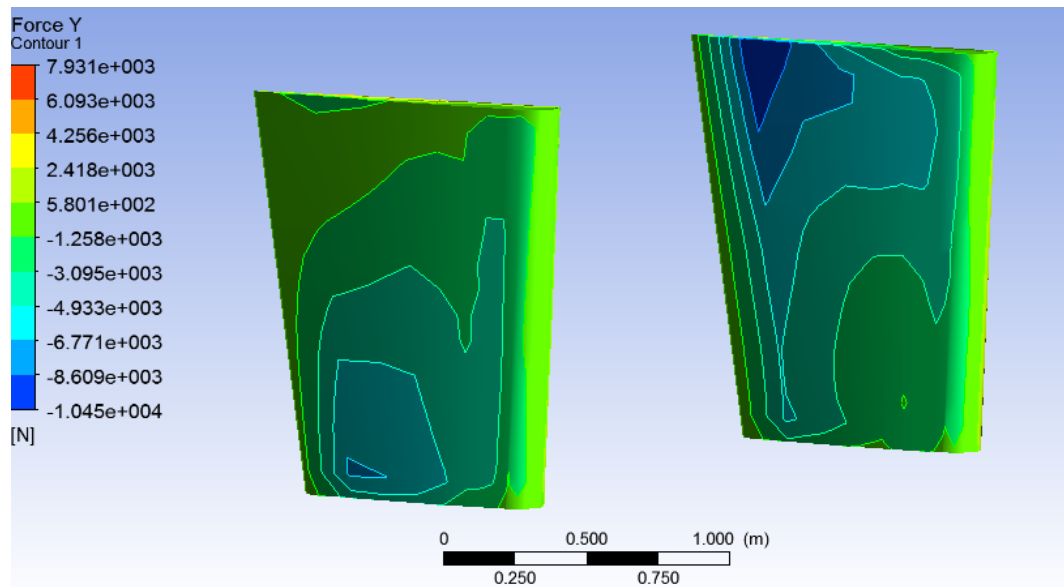 Force Y
Contour 1
7.931e+003
6.093e+003
4.256e+003
2.418e+003
5.801e+002
-1.258e+003
-3.095e+003
-4.933e+003
-6.771e+003
-8.609e+003
-1.045e+004
[N]
0 0.500 1.000 (m)
0.250 0.750